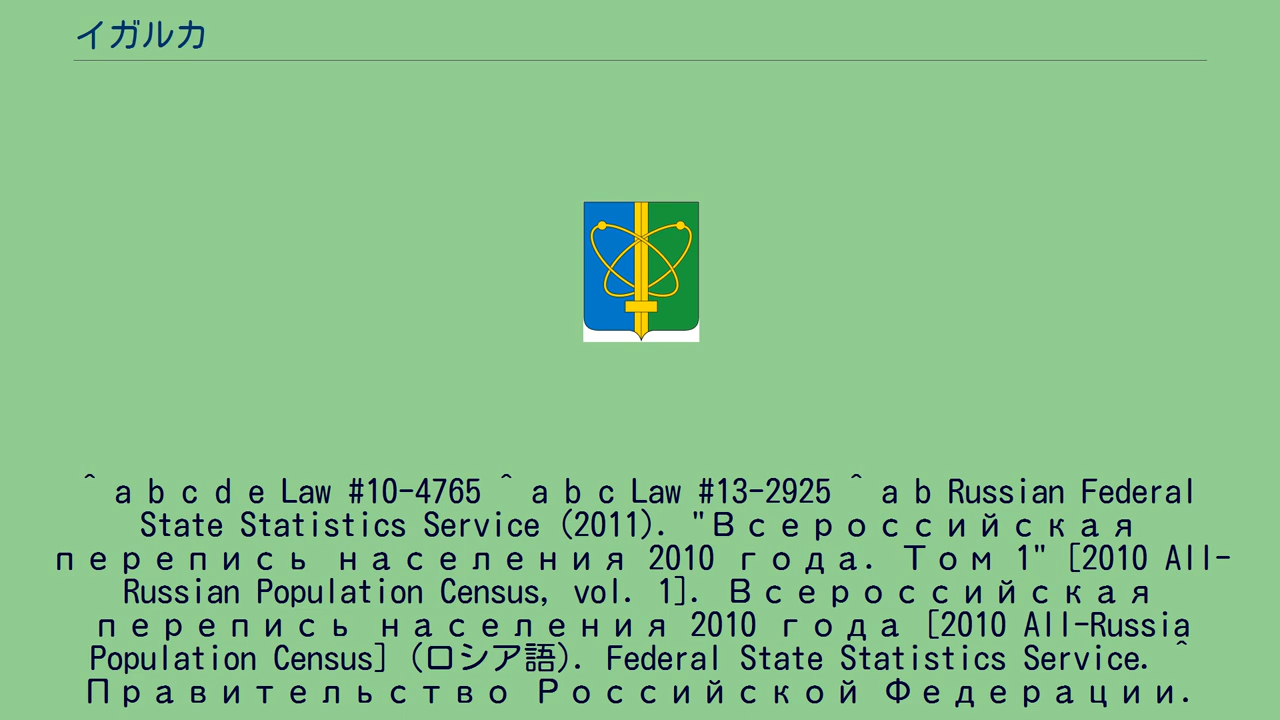 イガルカ
^ a b c d e Law #10-4765 ^ a b c Law #13-2925 ^ a b Russian Federal
State Statistics Service (2011). "Всероссийская
перепись населения 2010 года. Том 1" [2010 All-
Russian Population Census, vol. 1]. Всероссийская
перепись населения 2010 года [2010 All-Russia
Population Census] (ロシア語). Federal State Statistics Service. ^
Правительство Российской Федерации.